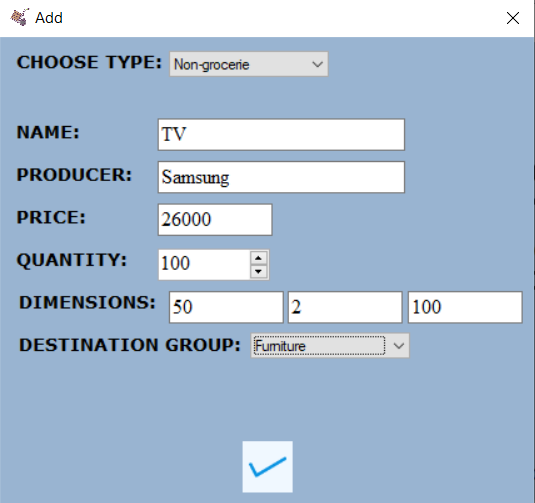 Add
CHOOSE TYPE: Non-grocerie
NAME: TV
PRODUCER: Samsung
PRICE: 26000
QUANTITY: 100
DIMENSIONS: 50 2 100
DESTINATION GROUP: Furniture